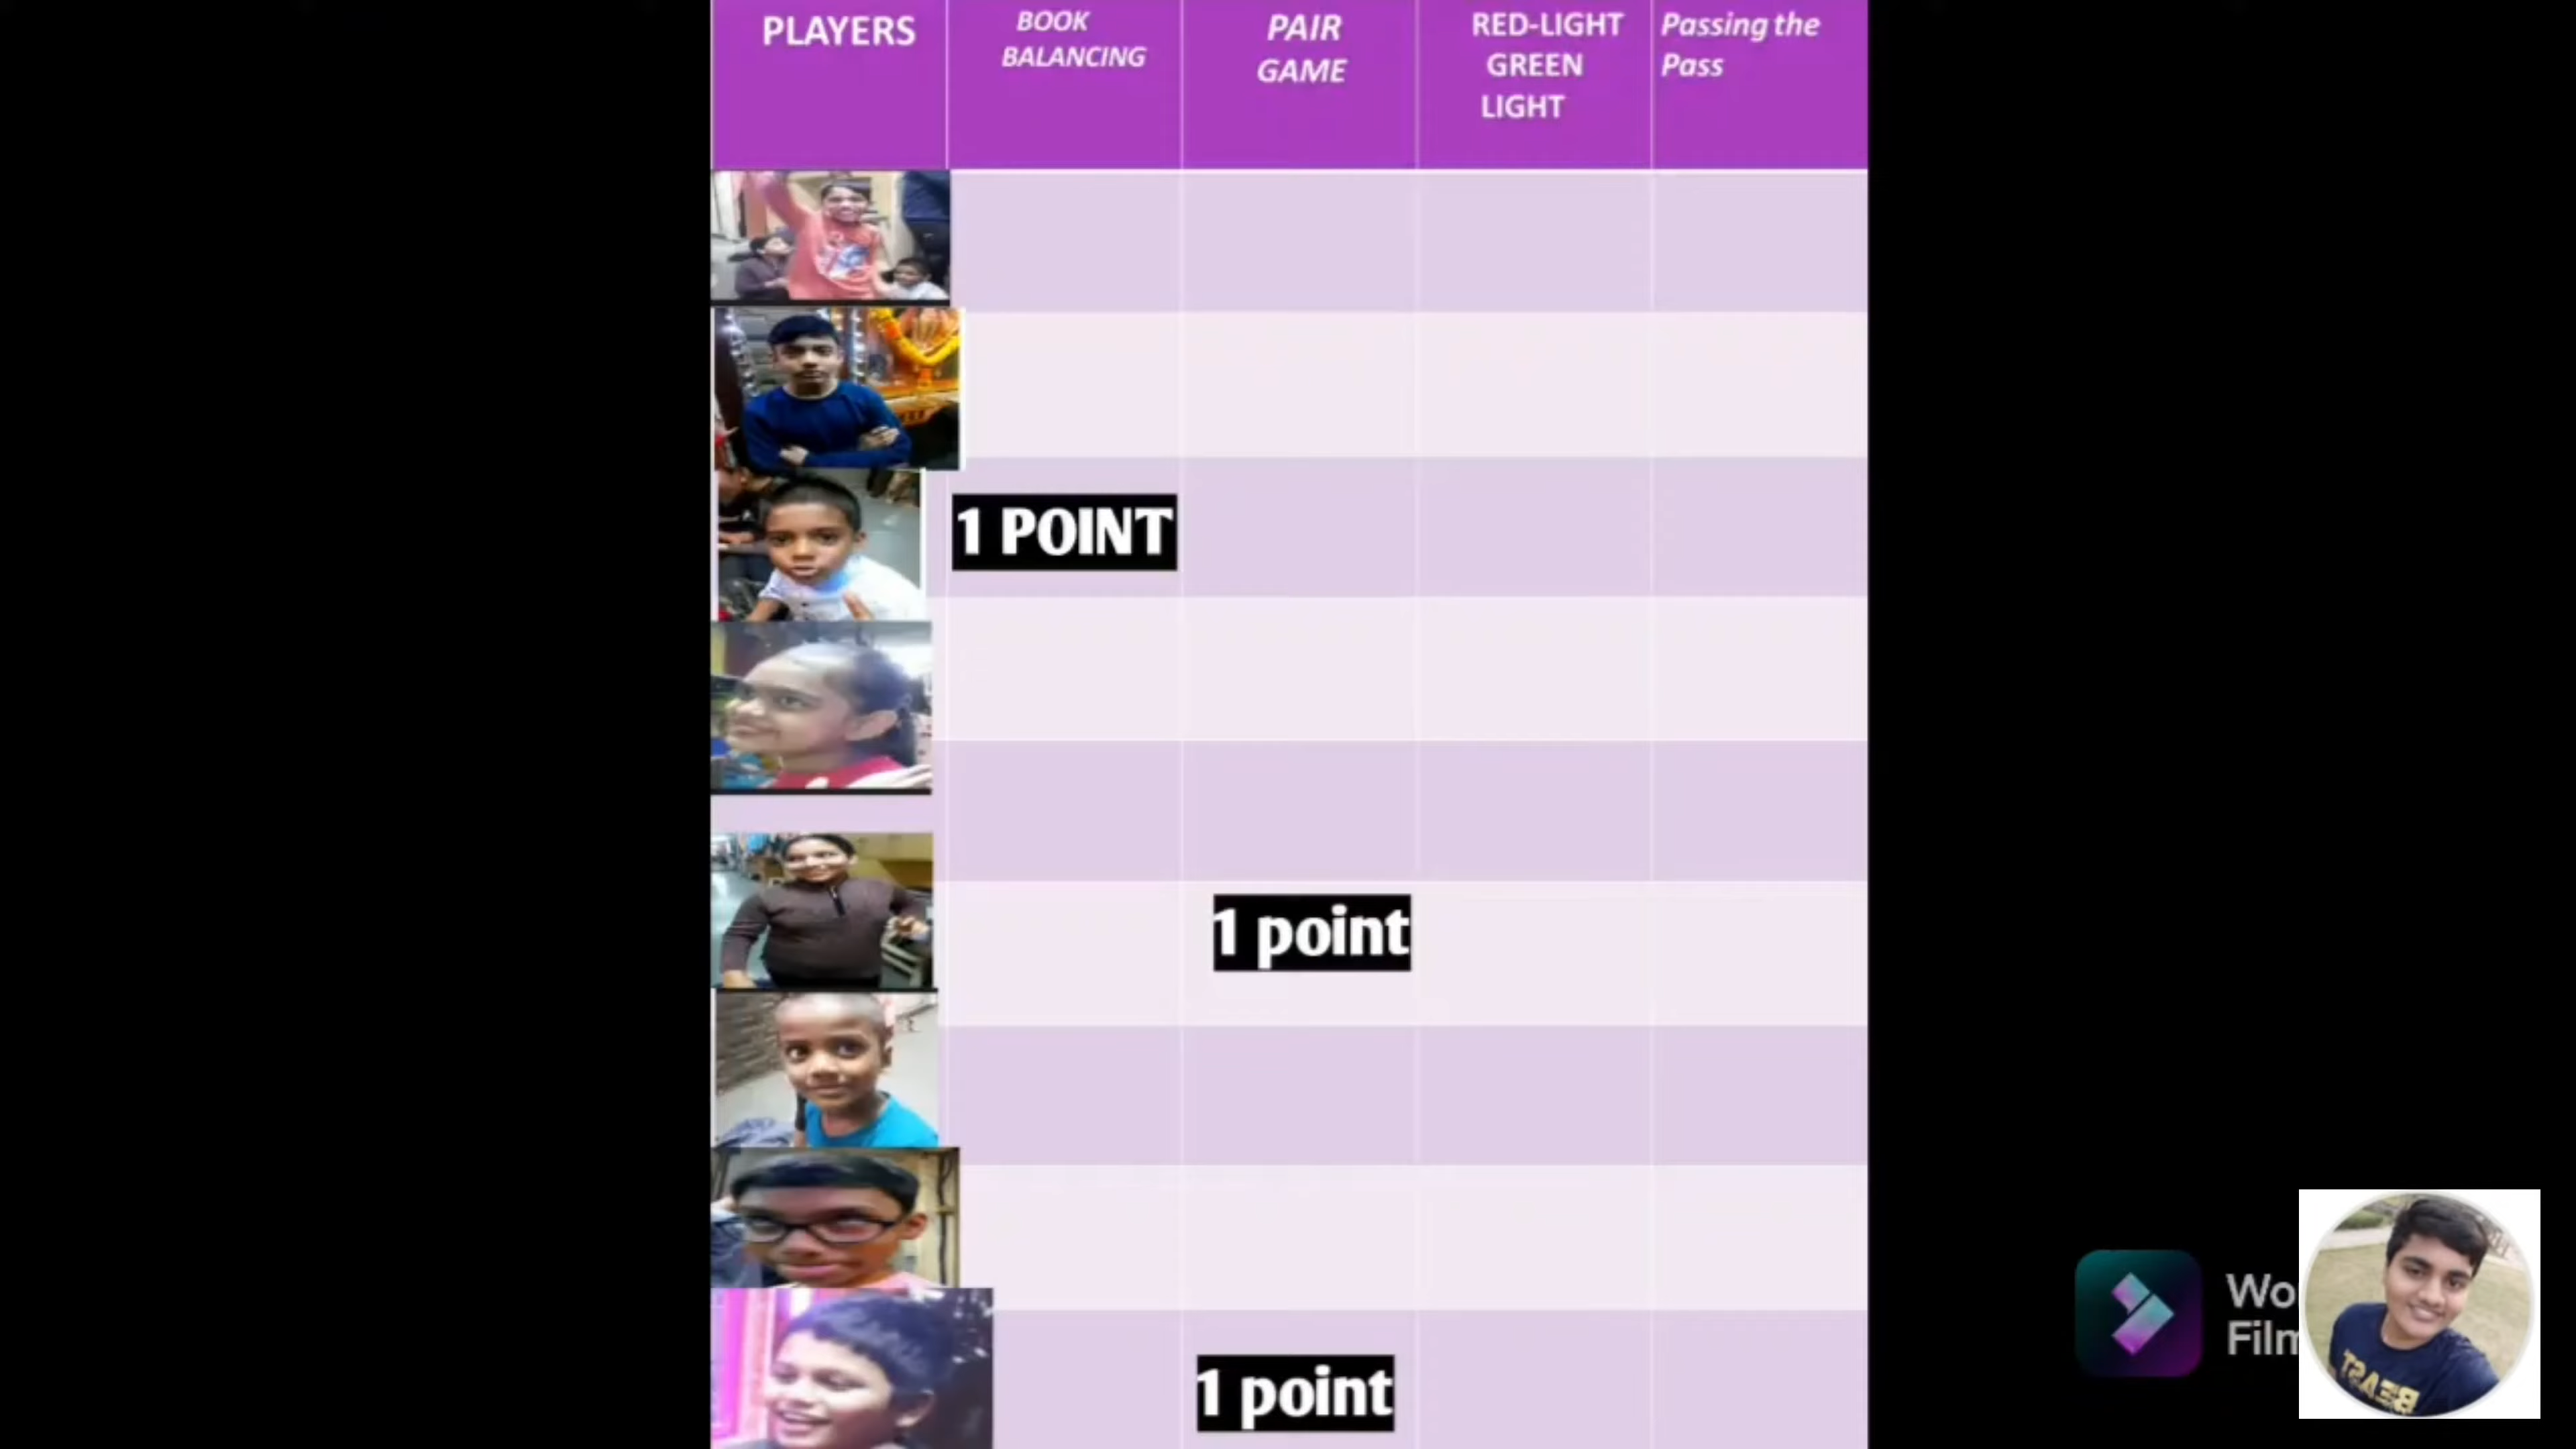 PLAYERS
BOOK
BALANCING
PAIR
GAME
RED-LIGHT
GREEN
LIGHT
Passing the
Pass
1 POINT
1 point
1 point
Wo
Film
BEAST